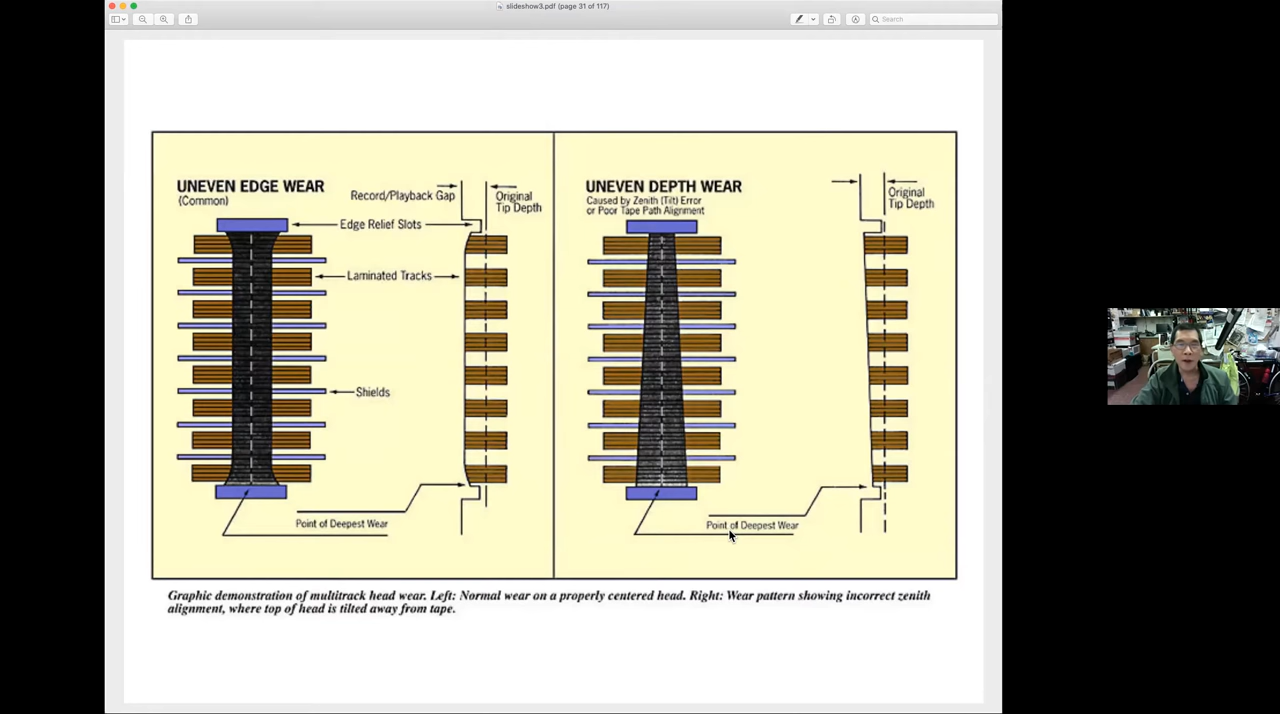 slideshow3.pdf (page 31 of 117)
Search
UNEVEN EDGE WEAR
(Common)
Record/Playback Gap
Original
Tip Depth
Edge Relief Slots
Laminated Tracks
Shields
Point of Deepest Wear
UNEVEN DEPTH WEAR
Caused by Zenith (Tilt) Error
or Poor Tape Path Alignment
Original
Tip Depth
Point of Deepest Wear
Graphic demonstration of multitrack head wear. Left: Normal wear on a properly centered head. Right: Wear pattern showing incorrect zenith
alignment, where top of head is tilted away from tape.